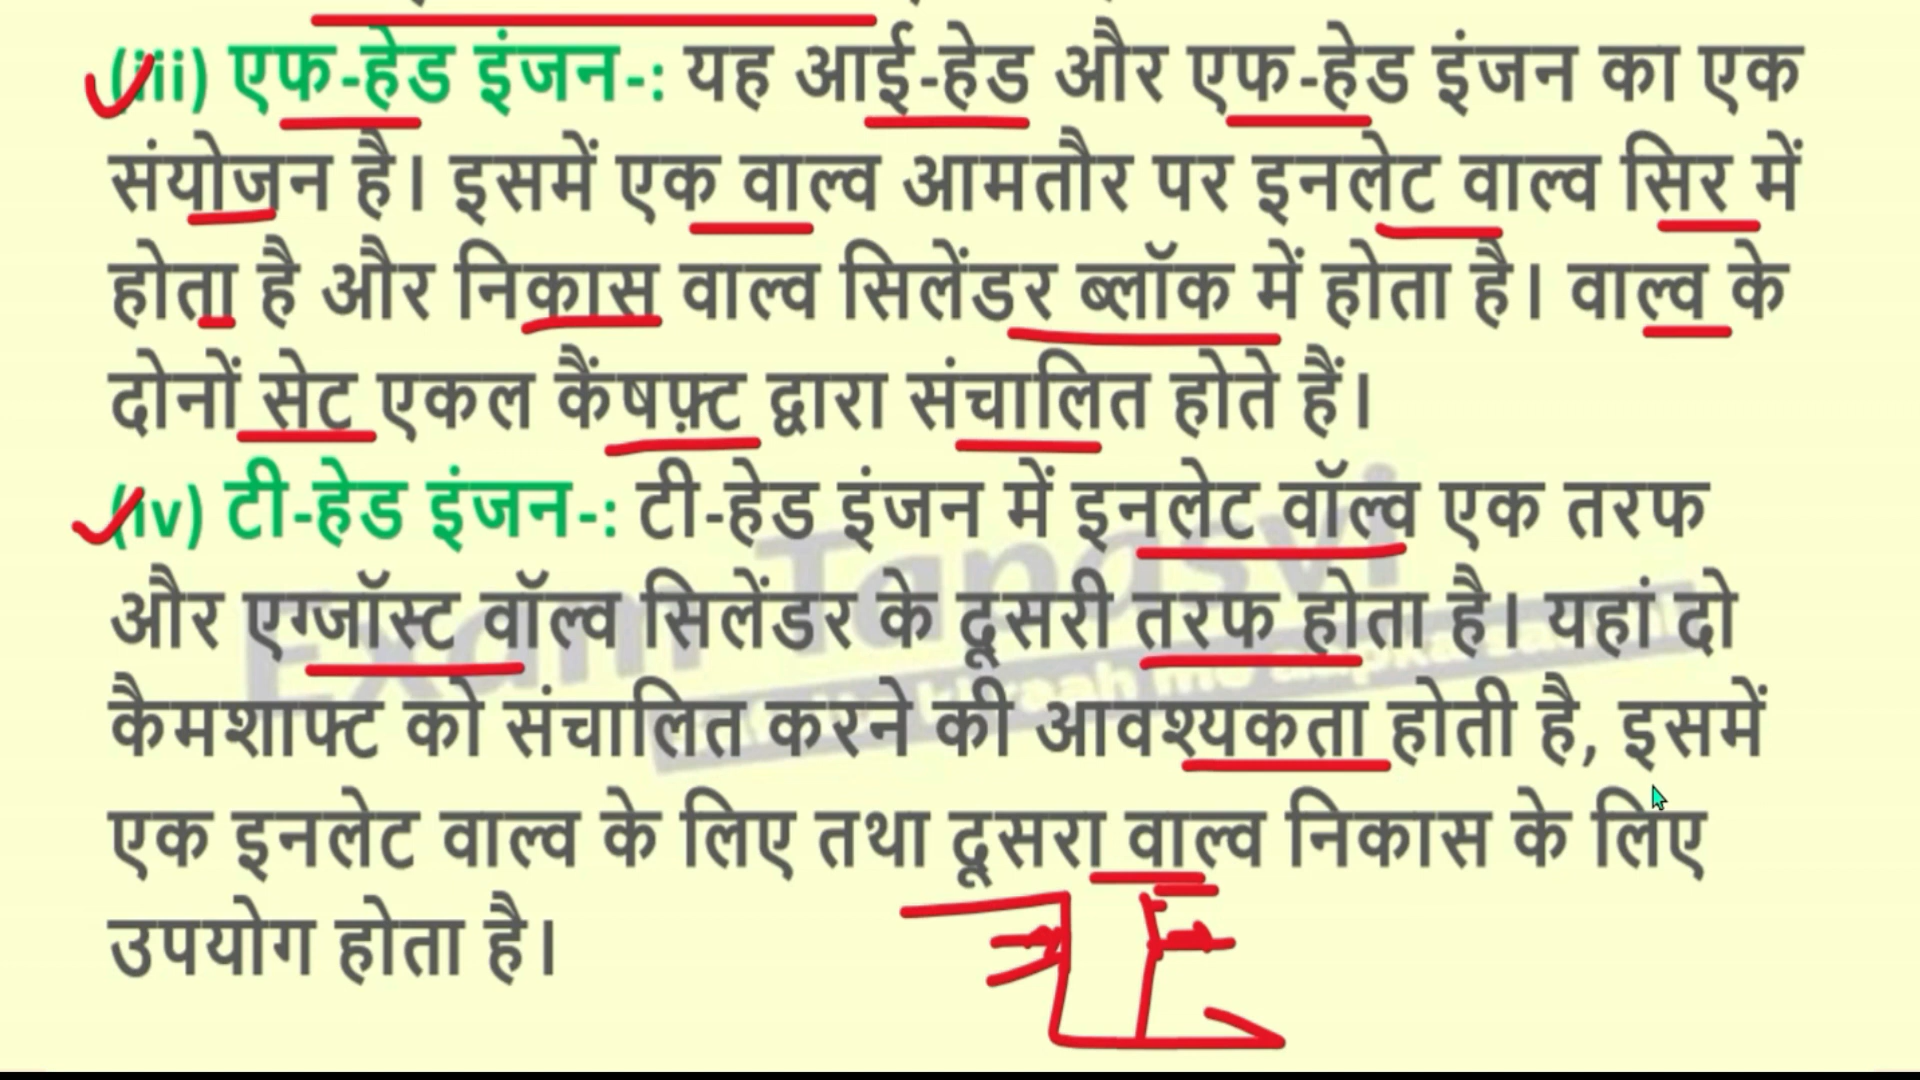 (iii) एफ-हेड इंजन-: यह आई-हेड और एफ-हेड इंजन का एक
संयोजन है। इसमें एक वाल्व आमतौर पर इनलेट वाल्व सिर में
होता है और निकास वाल्व सिलेंडर ब्लॉक में होता है। वाल्व के
दोनों सेट एकल कैंषफ़्ट द्वारा संचालित होते हैं।
(iv) टी-हेड इंजन-: टी-हेड इंजन में इनलेट वॉल्व एक तरफ
और एग्जॉस्ट वॉल्व सिलेंडर के दूसरी तरफ होता है। यहां दो
कैमशाफ्ट को संचालित करने की आवश्यकता होती है, इसमें
एक इनलेट वाल्व के लिए तथा दूसरा वाल्व निकास के लिए
उपयोग होता है।
Exam Tapasvi